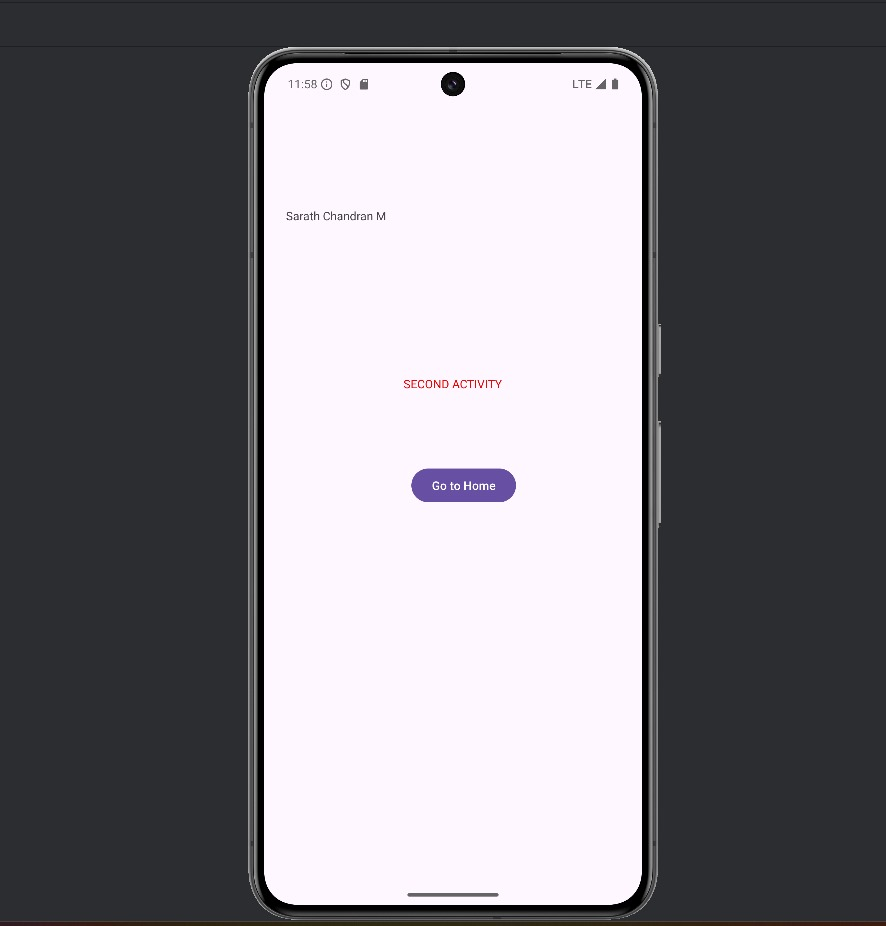 11:58 LTE
Sarath Chandran M
SECOND ACTIVITY
Go to Home